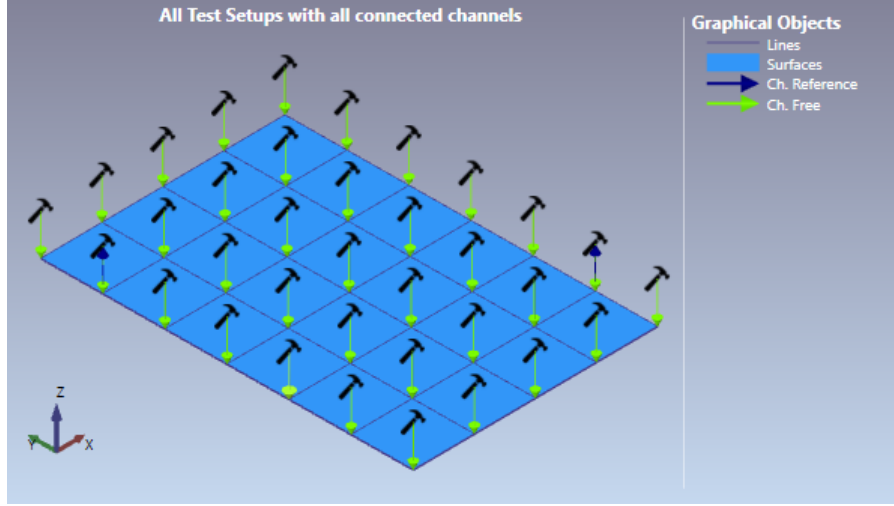 All Test Setups with all connected channels
Graphical Objects
Lines
Surfaces
Ch. Reference
Ch. Free
Z
Y
X